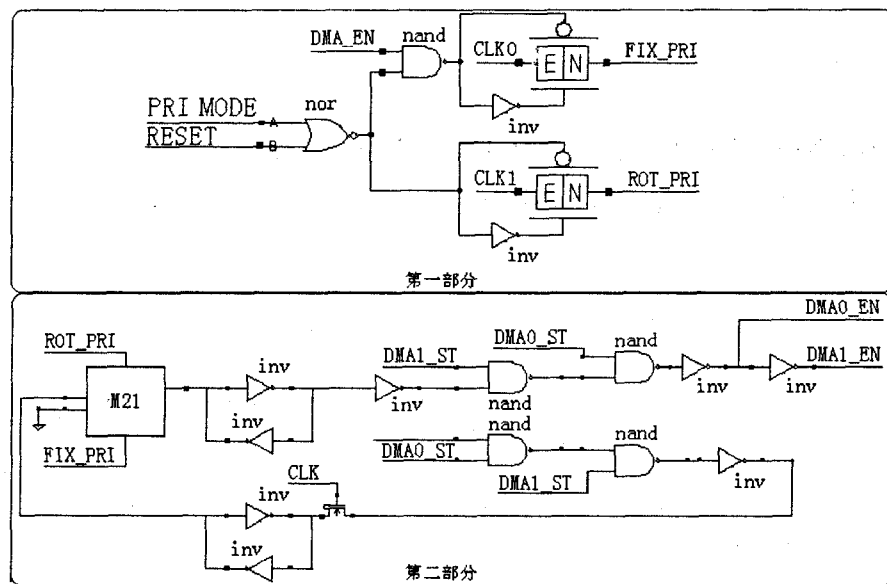 nand
DMA_EN
CLK0
E N
FIX_PRI
PRI MODE
A
nor
RESET
B
inv
CLK1
E N
ROT_PRI
inv
第一部分
DMA0_EN
ROT_PRI
DMA0_ST
nand
inv
DMA1_ST
DMA1_EN
M21
inv
inv
inv
nand
inv
nand
nand
FIX_PRI
DMA0_ST
CLK
DMA1_ST
inv
inv
inv
第二部分